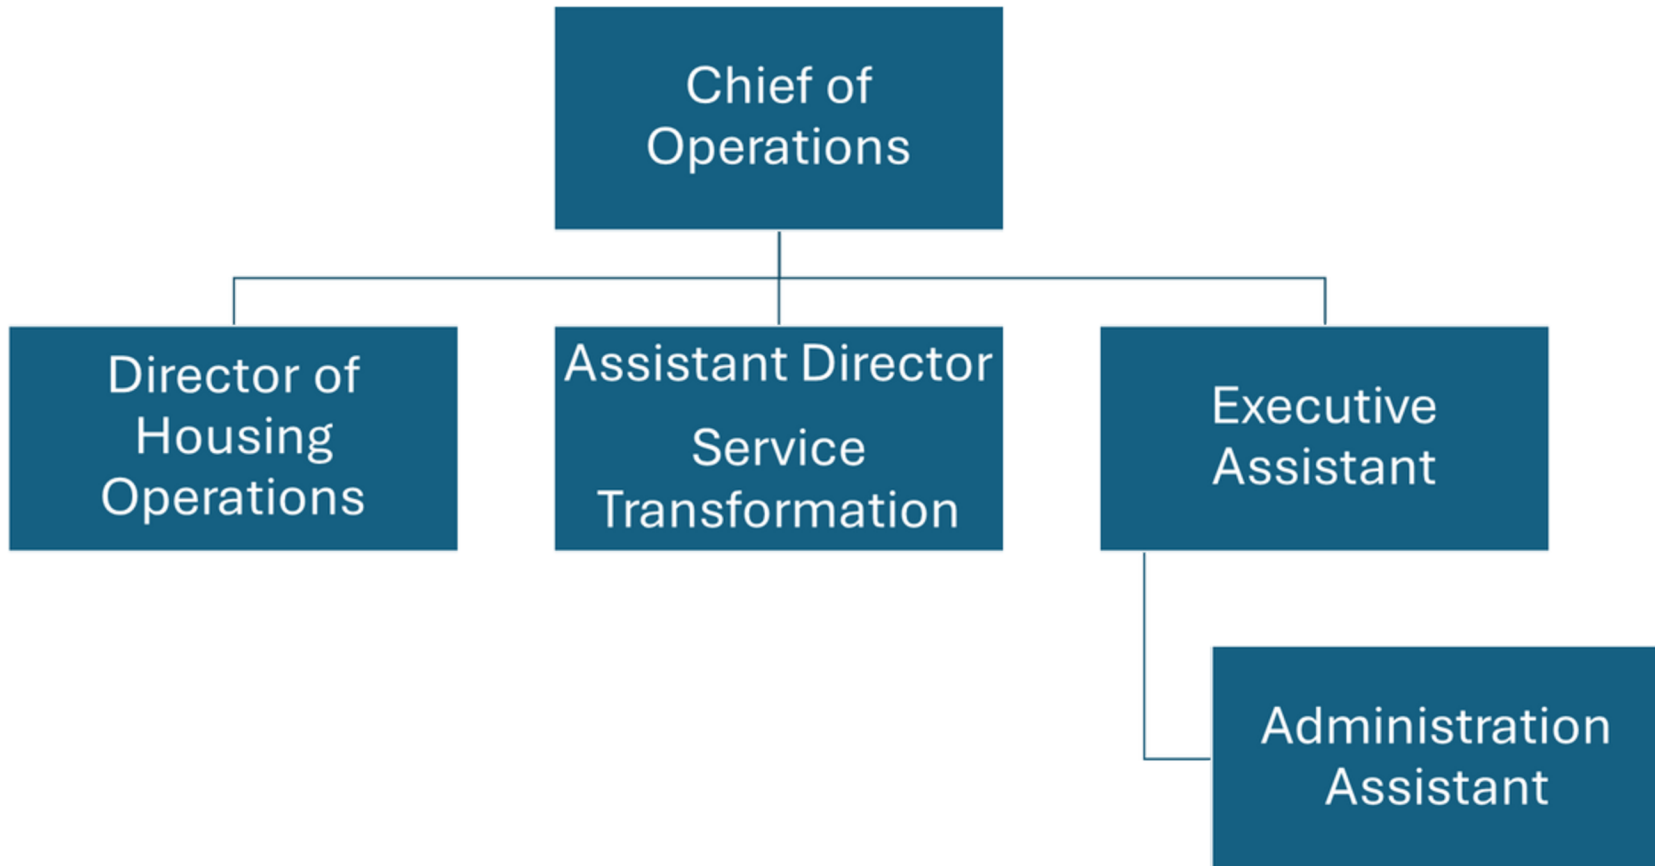 Chief of
Operations
Director of
Housing
Operations
Assistant Director
Service
Transformation
Executive
Assistant
Administration
Assistant